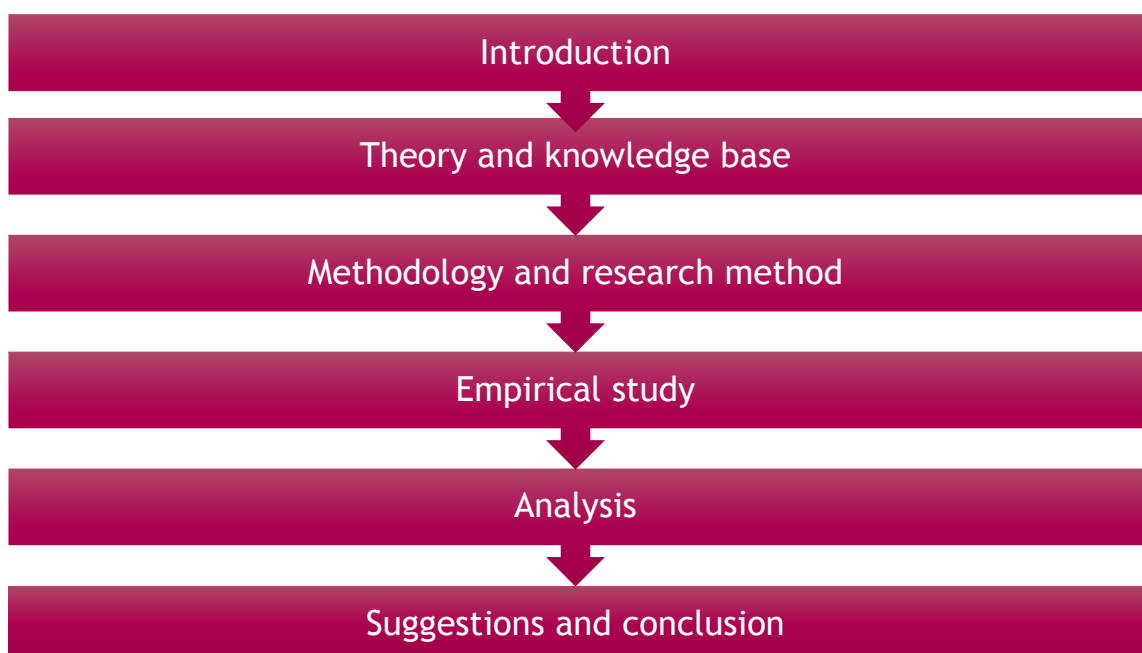 Introduction
Theory and knowledge base
Methodology and research method
Empirical study
Analysis
Suggestions and conclusion